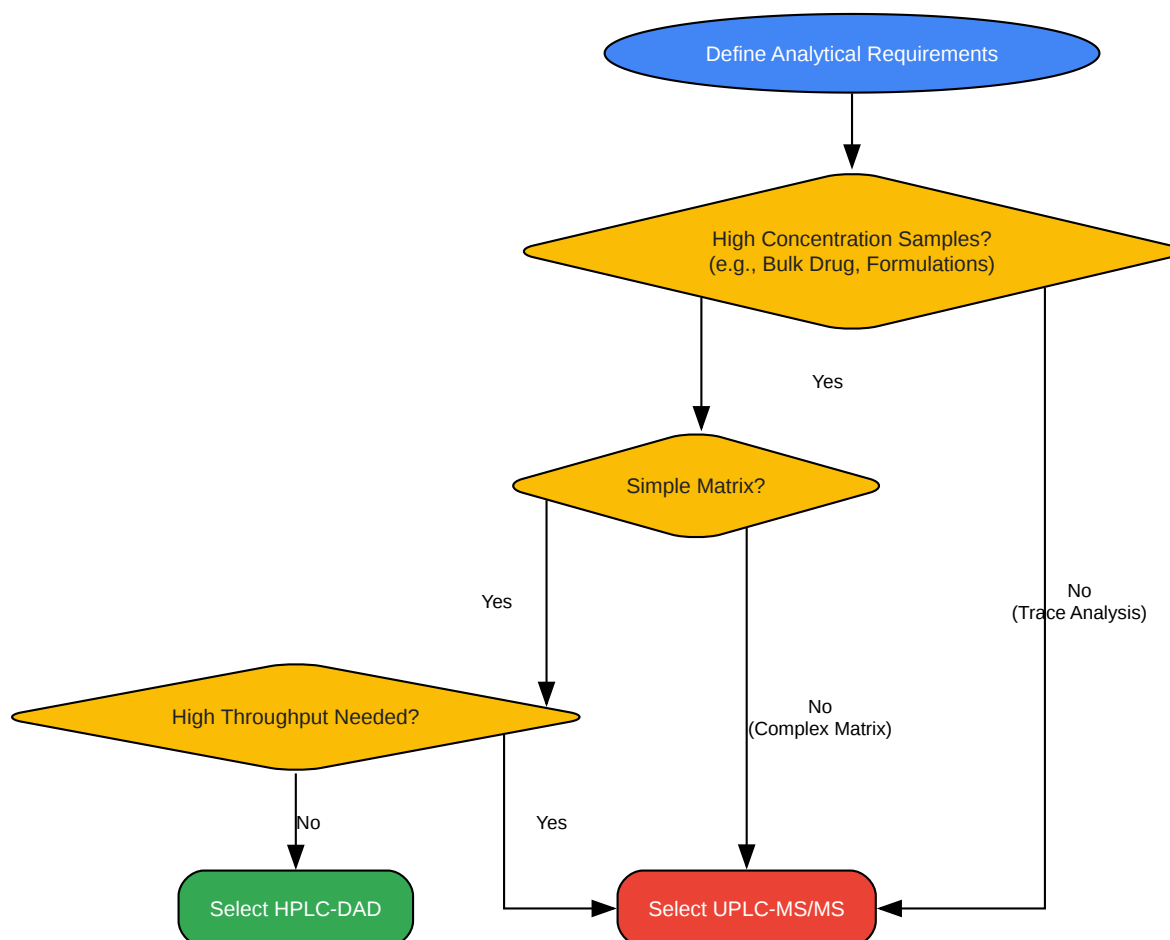 Define Analytical Requirements
High Concentration Samples?
(e.g., Bulk Drug, Formulations)
Yes
Simple Matrix?
Yes
No
(Trace Analysis)
No
(Complex Matrix)
High Throughput Needed?
No
Yes
Select HPLC-DAD
Select UPLC-MS/MS